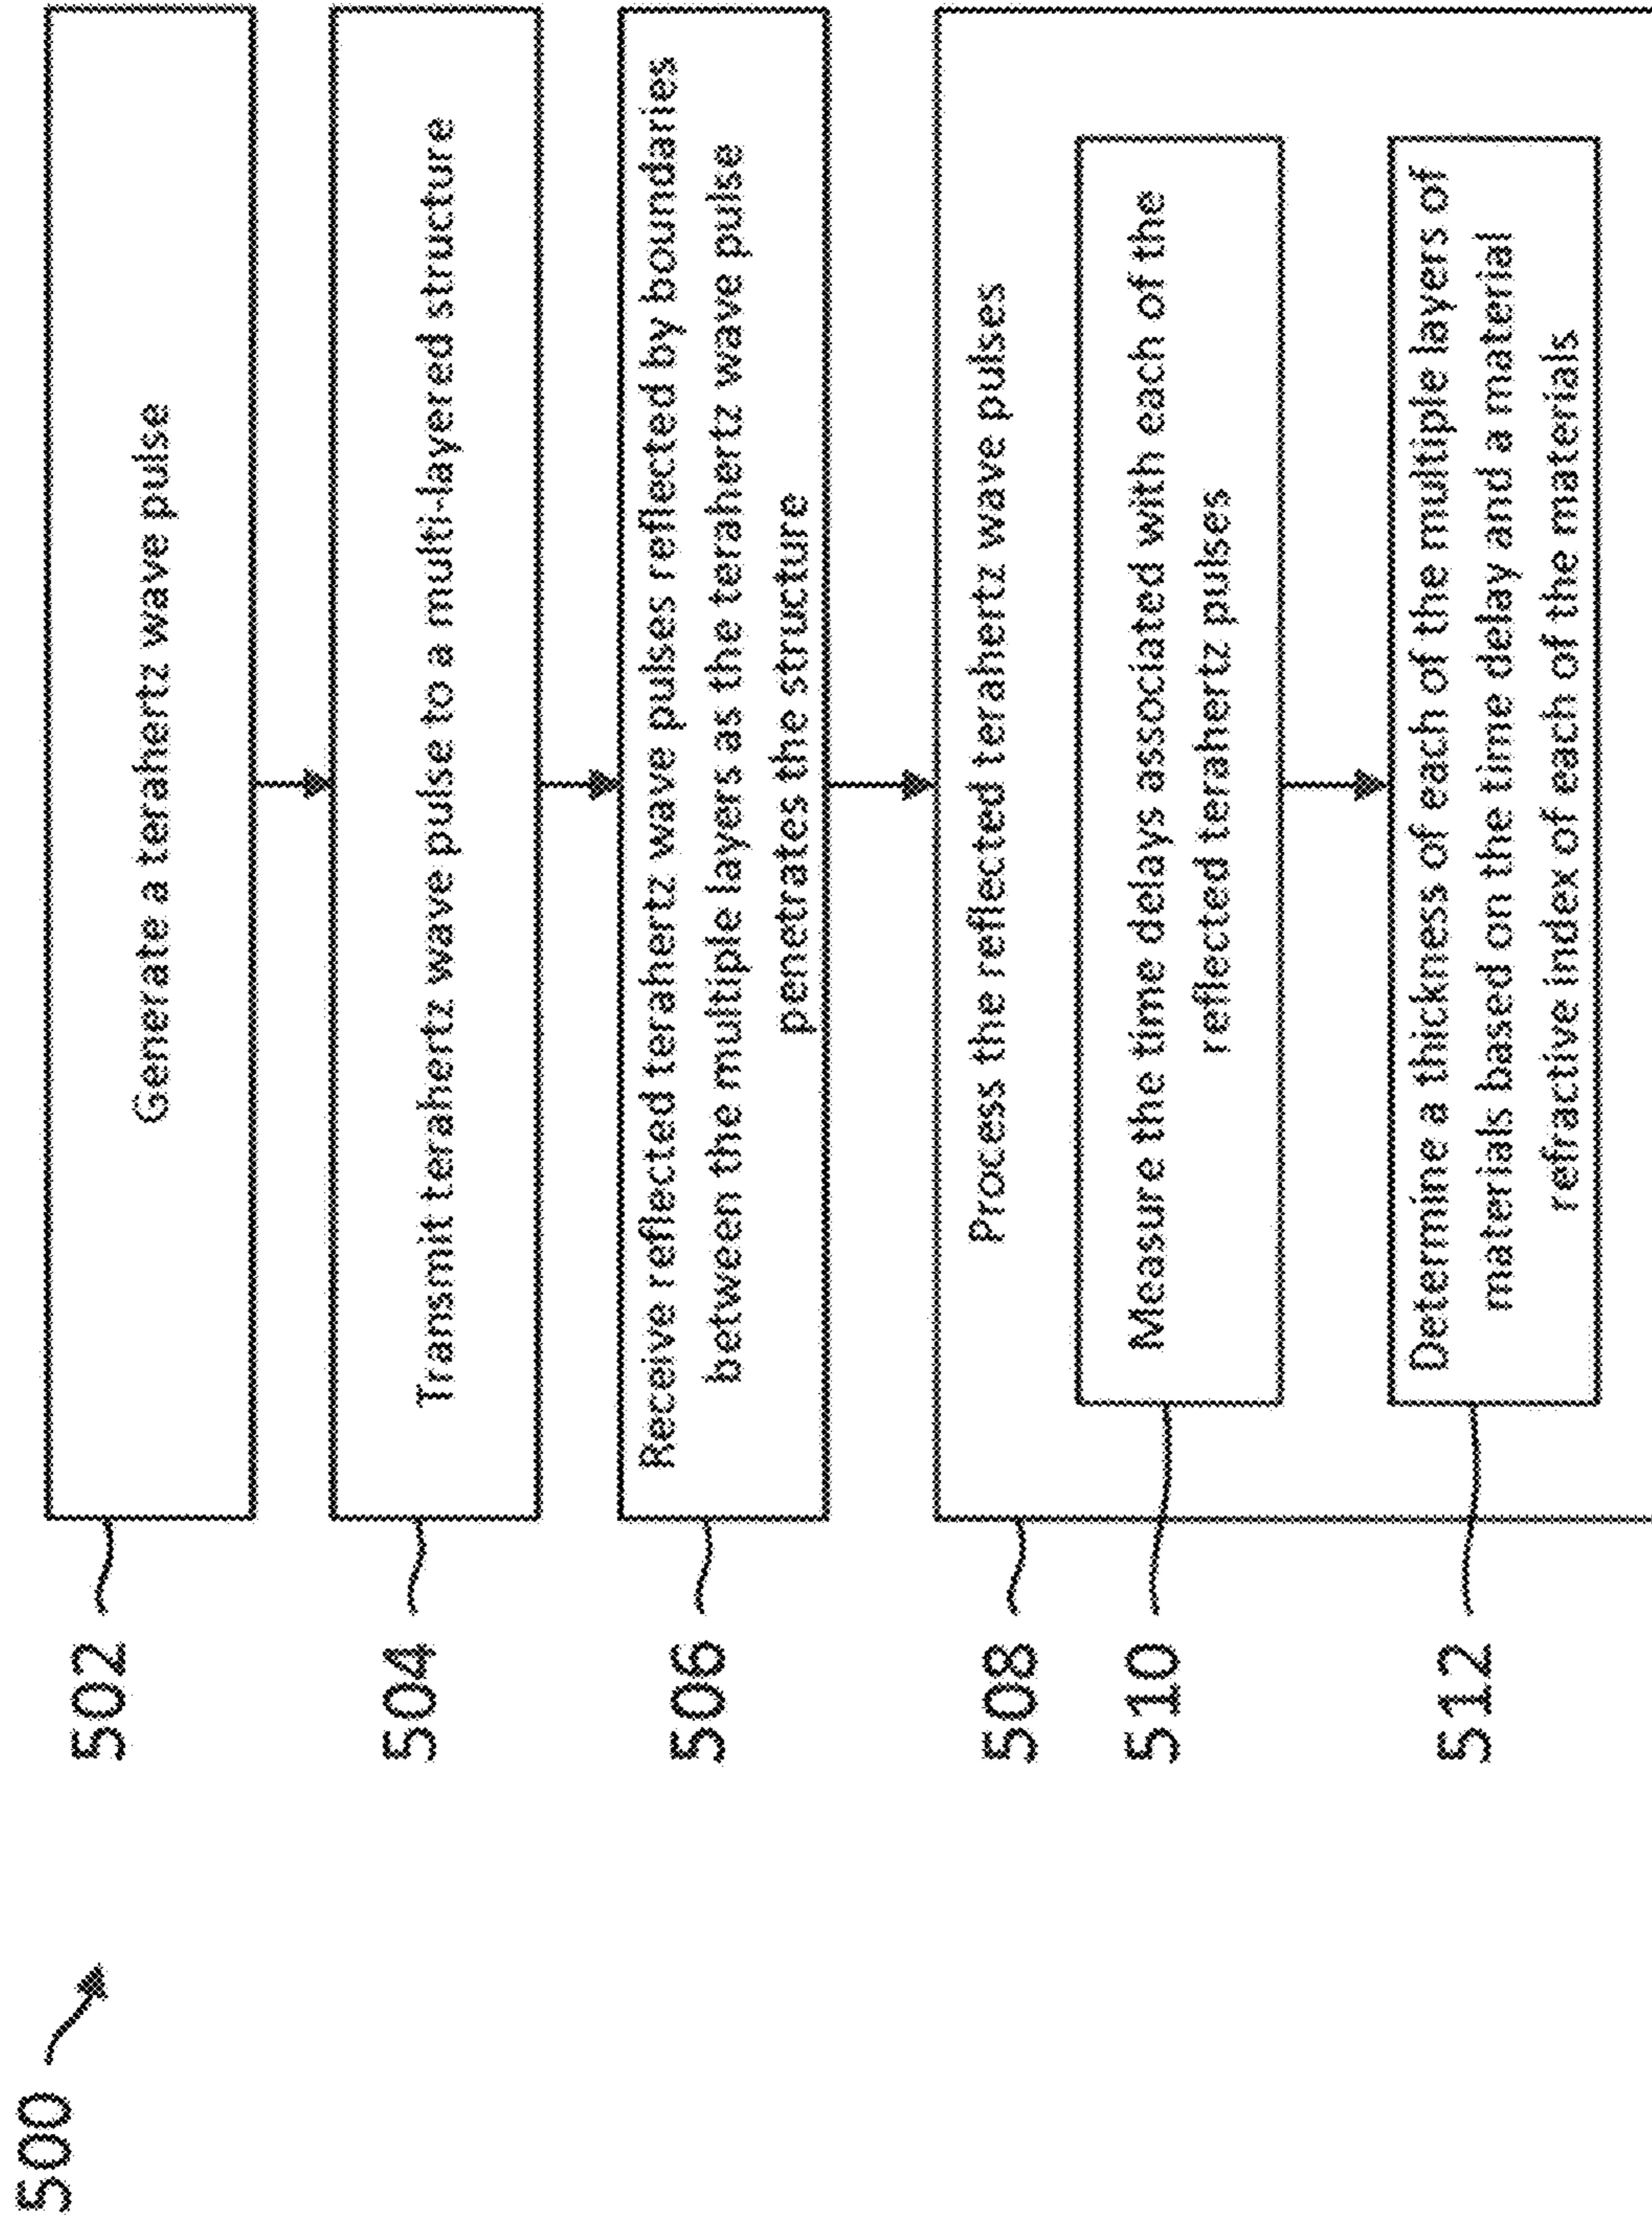 500
502
Generate a terahertz wave pulse
504
Transmit terahertz wave pulse to a multi-layered structure
506
Receive reflected terahertz wave pulses reflected by boundaries
between the multiple layers as the terahertz wave pulse
penetrates the structure
508
Process the reflected terahertz wave pulses
510
Measure the time delays associated with each of the
reflected terahertz pulses
512
Determine a thickness of each of the multiple layers of
materials based on the time delay and a material
refractive index of each of the materials